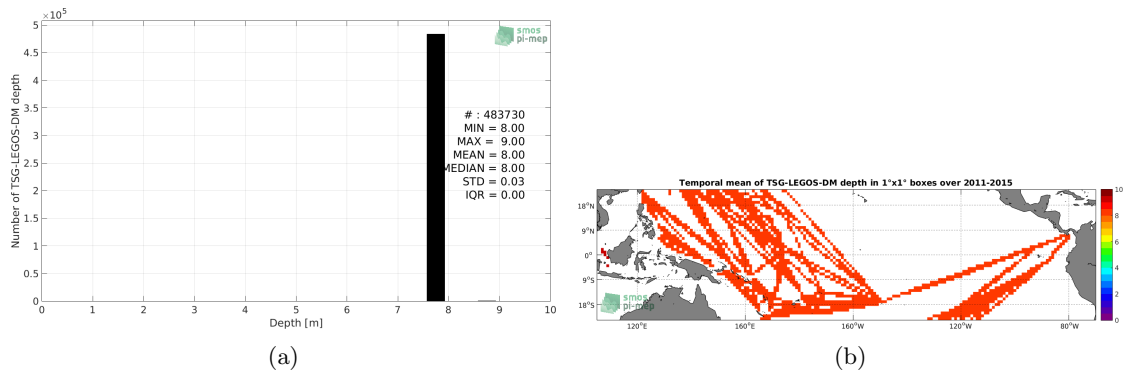 ×10⁵
5
4.5
4
3.5
3
2.5
2
1.5
1
0.5
0
Number of TSG-LEGOS-DM depth
smos
pi-mep
# : 483730
MIN = 8.00
MAX = 9.00
MEAN = 8.00
MEDIAN = 8.00
STD = 0.03
IQR = 0.00
0 1 2 3 4 5 6 7 8 9 10
Depth [m]
(a)
Temporal mean of TSG-LEGOS-DM depth in 1°x1° boxes over 2011-2015
18°N
9°N
0°
9°S
18°S
smos
pi-mep
120°E 160°E 160°W 120°W 80°W
10
8
6
4
2
0
(b)